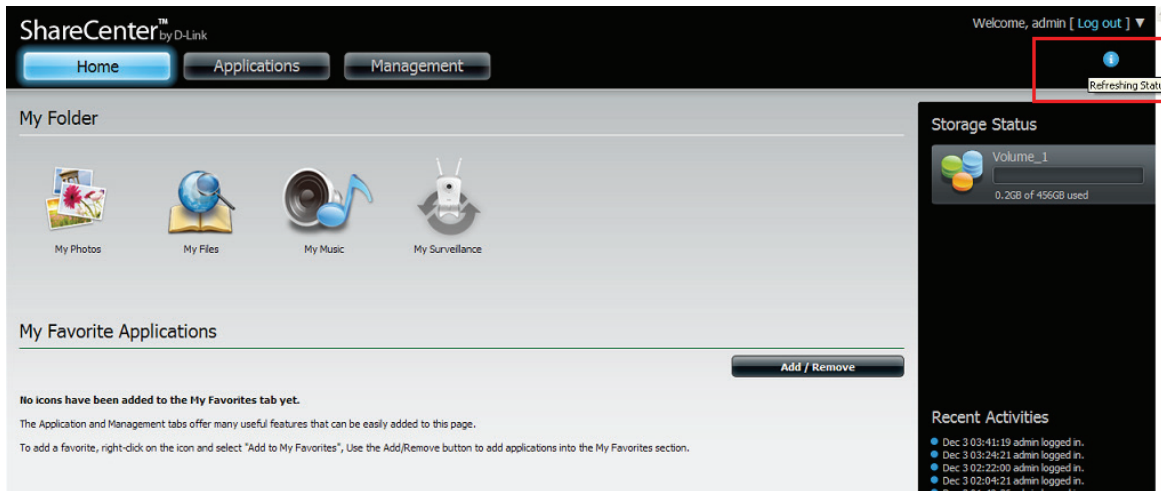 ShareCenter™ by D-Link
Welcome, admin [ Log out ] ▼
Home
Applications
Management
Refreshing Statu
My Folder
My Photos
My Files
My Music
My Surveillance
Storage Status
Volume_1
0.2GB of 456GB used
My Favorite Applications
Add / Remove
No icons have been added to the My Favorites tab yet.
The Application and Management tabs offer many useful features that can be easily added to this page.
To add a favorite, right-click on the icon and select "Add to My Favorites", Use the Add/Remove button to add applications into the My Favorites section.
Recent Activities
Dec 3 03:41:19 admin logged in.
Dec 3 03:24:21 admin logged in.
Dec 3 02:22:00 admin logged in.
Dec 3 02:04:21 admin logged in.